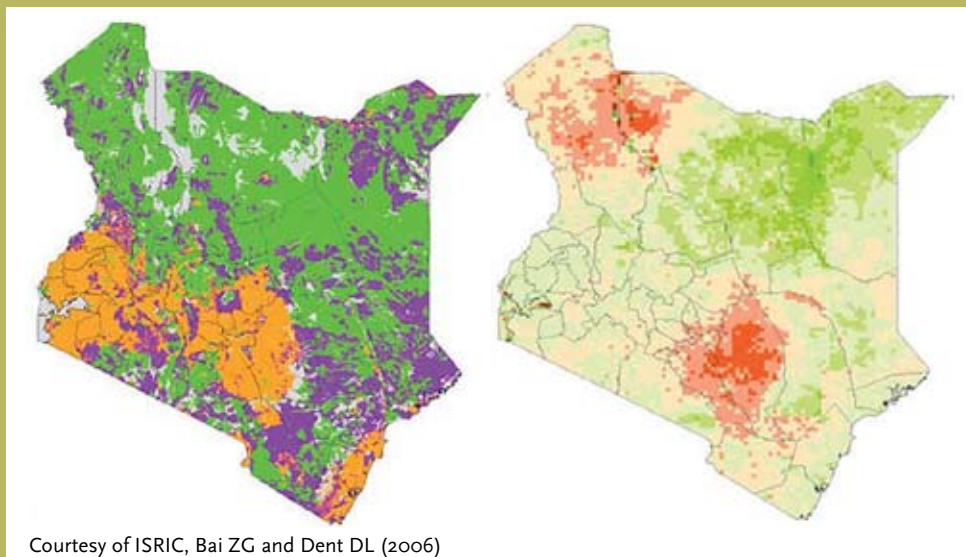 Courtesy of ISRIC, Bai ZG and Dent DL (2006)